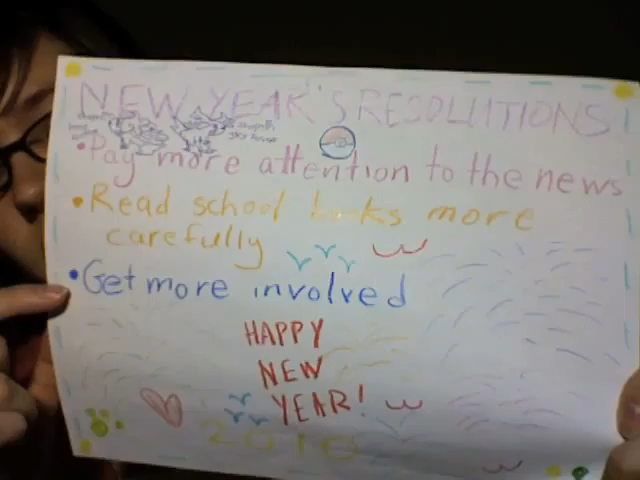 NEW YEAR'S RESOLUTIONS
• Pay more attention to the news
• Read school books more
carefully
• Get more involved
HAPPY
NEW
YEAR!
2010